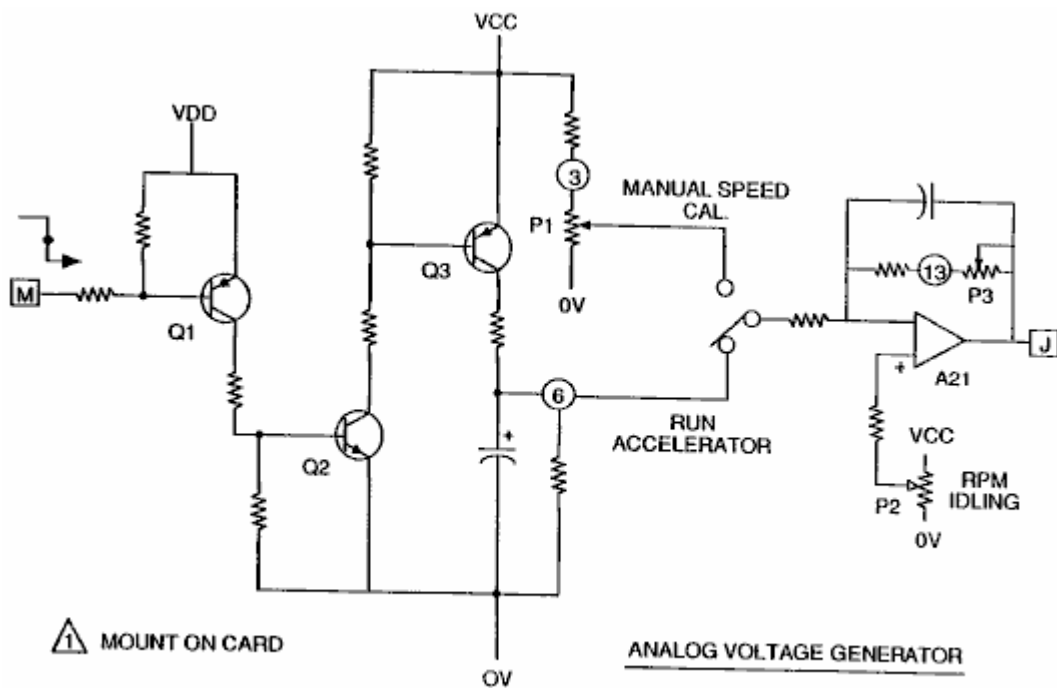 VCC
VDD
3
MANUAL SPEED
CAL.
P1
Q3
13
P3
M
Q1
0V
J
A21
+
6
RUN
ACCELERATOR
+
Q2
VCC
P2
RPM
IDLING
0V
1 MOUNT ON CARD
ANALOG VOLTAGE GENERATOR
OV